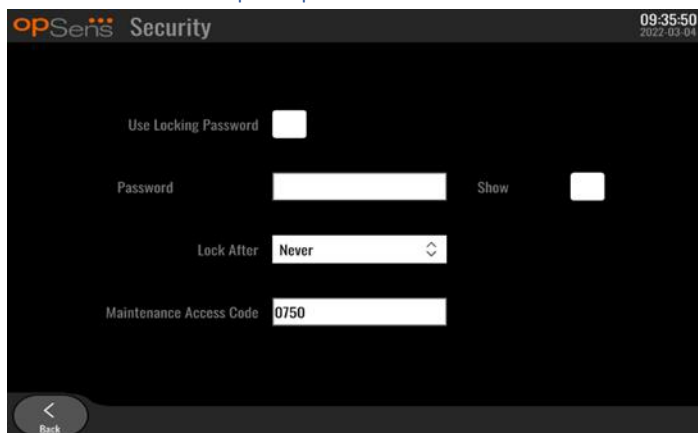 opSens Security
09:35:50
2022-03-04
Use Locking Password
Password
Show
Lock After
Never
Maintenance Access Code
0750
Back